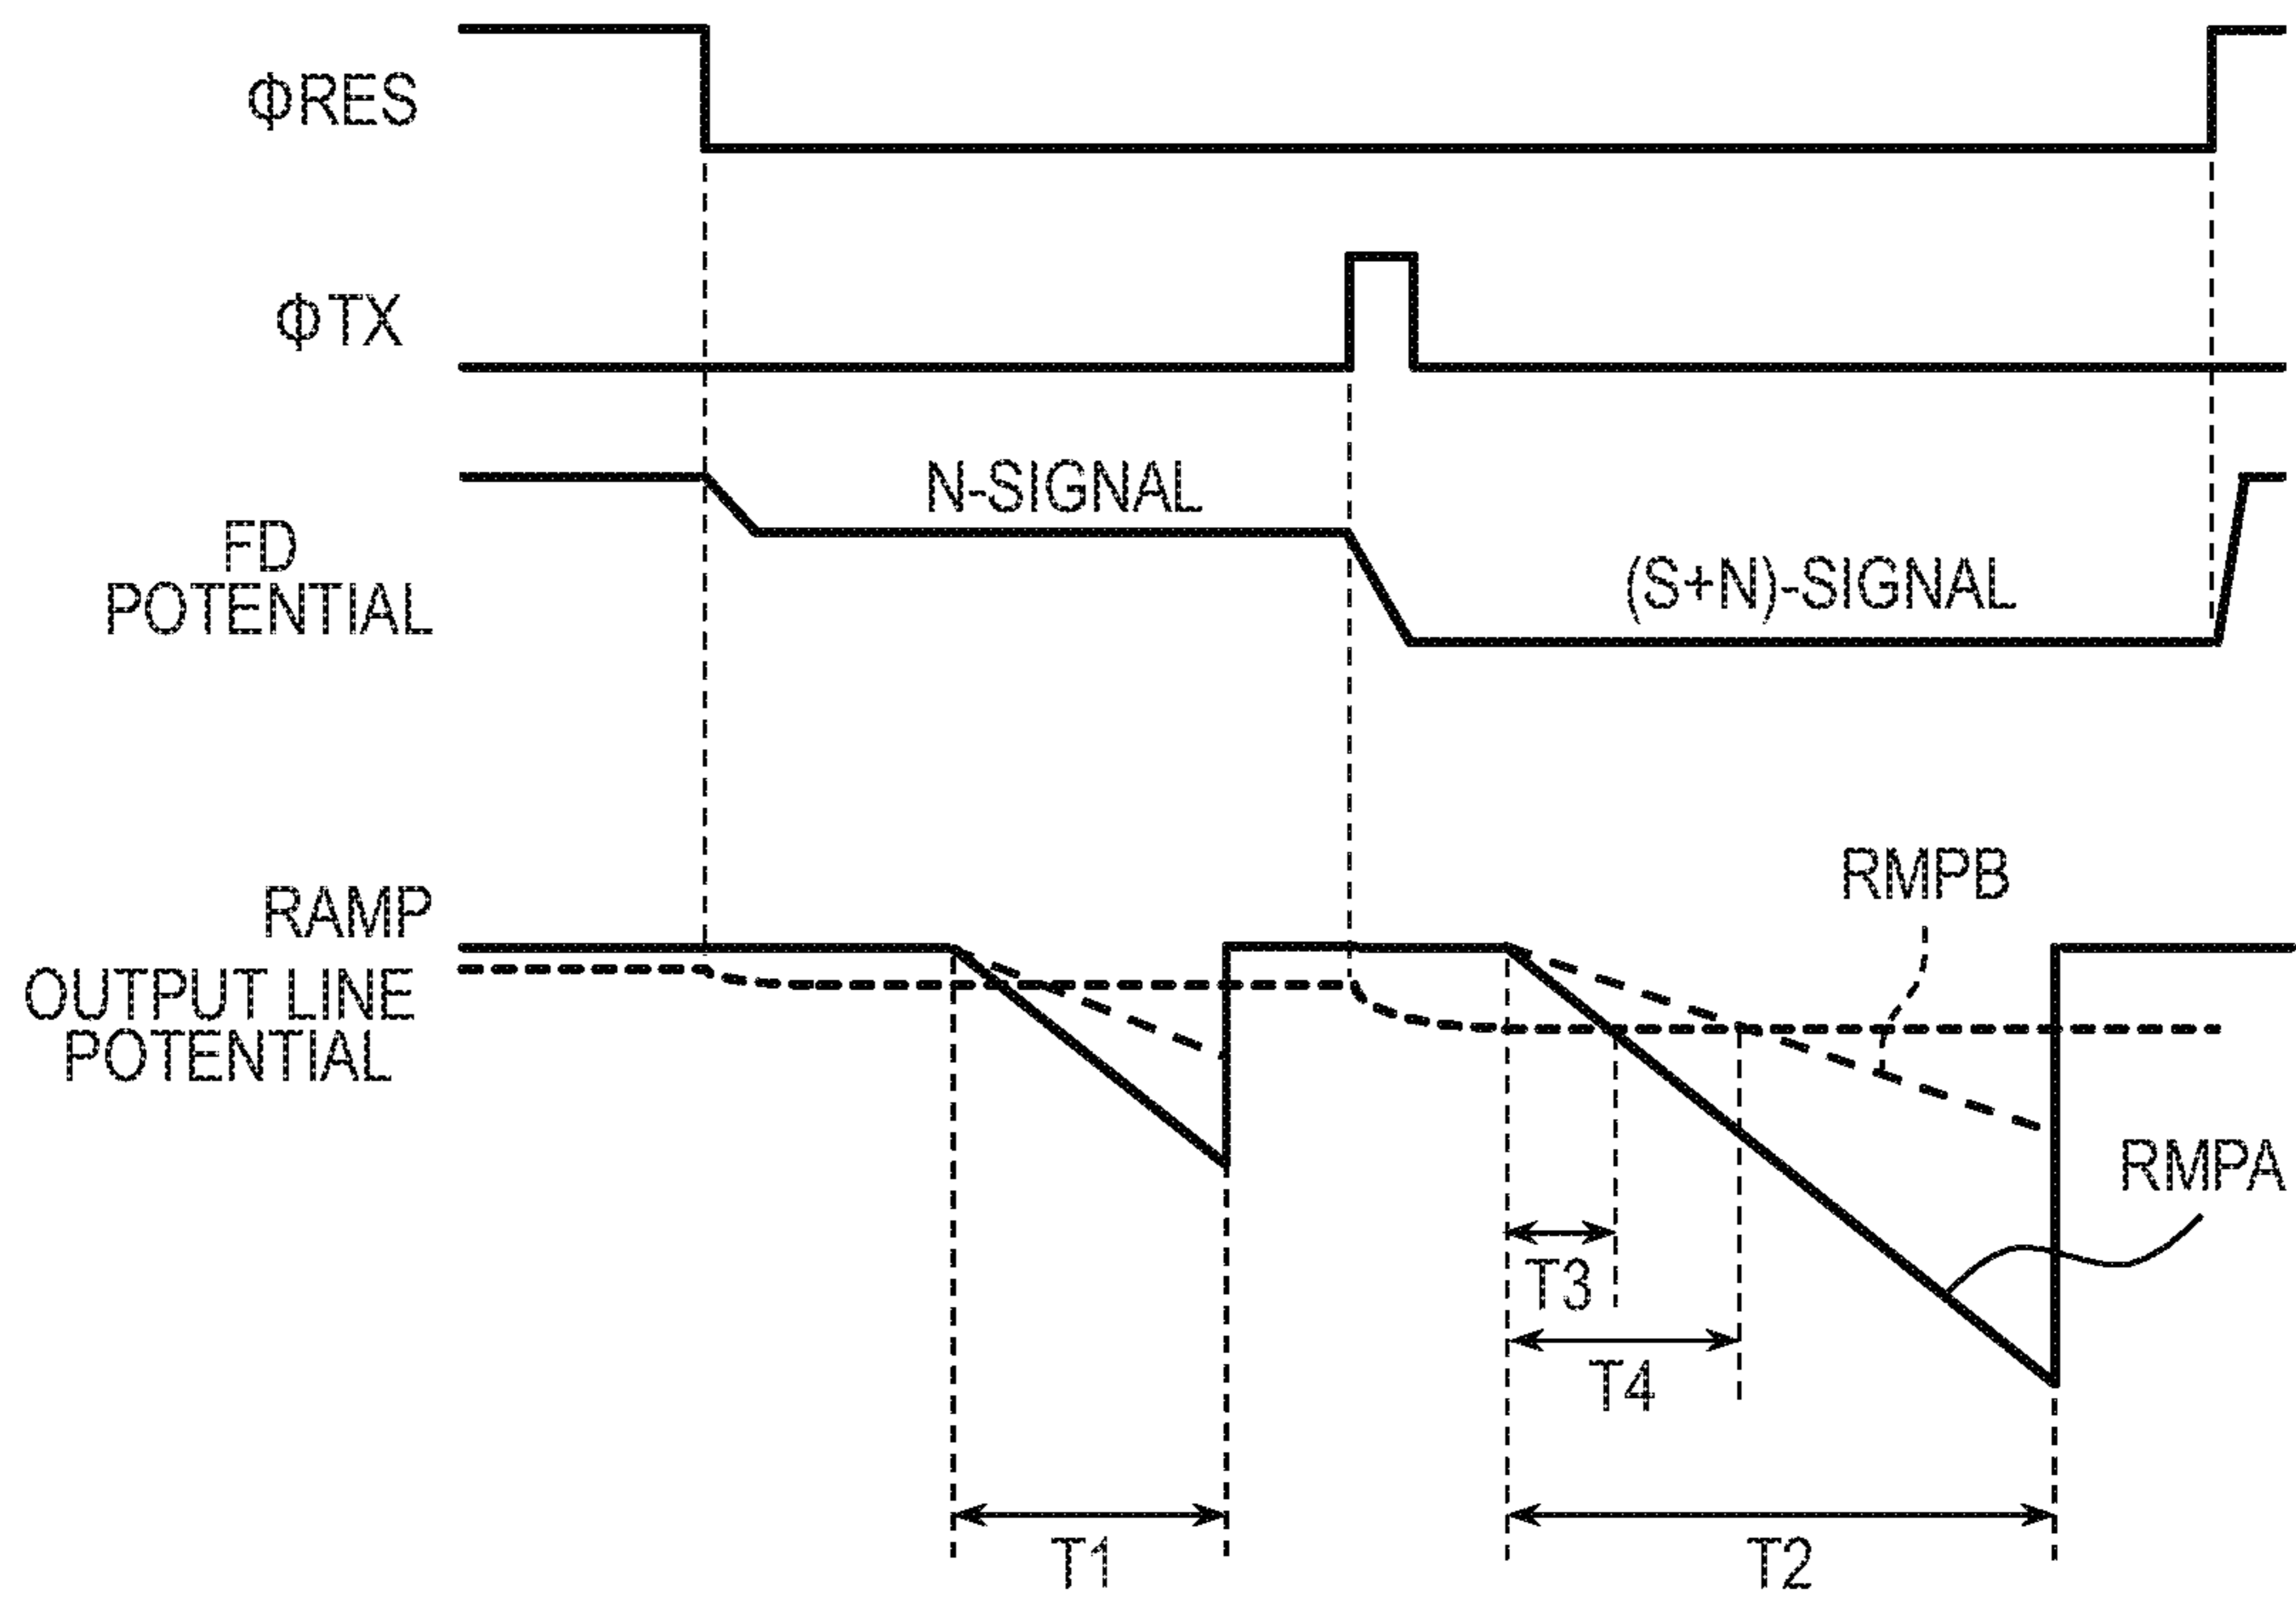 ΦRES
ΦTX
N-SIGNAL
FD
POTENTIAL
(S+N)-SIGNAL
RMPB
RAMP
OUTPUT LINE
POTENTIAL
RMPA
T3
T4
T1
T2